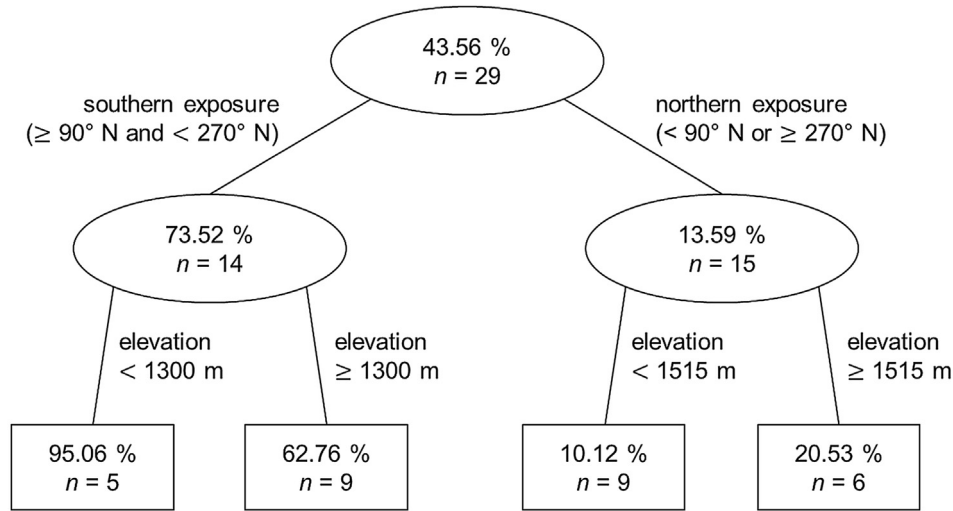 43.56 %
n = 29
southern exposure
(≥ 90° N and < 270° N)
northern exposure
(< 90° N or ≥ 270° N)
73.52 %
n = 14
13.59 %
n = 15
elevation
< 1300 m
elevation
≥ 1300 m
elevation
< 1515 m
elevation
≥ 1515 m
95.06 %
n = 5
62.76 %
n = 9
10.12 %
n = 9
20.53 %
n = 6